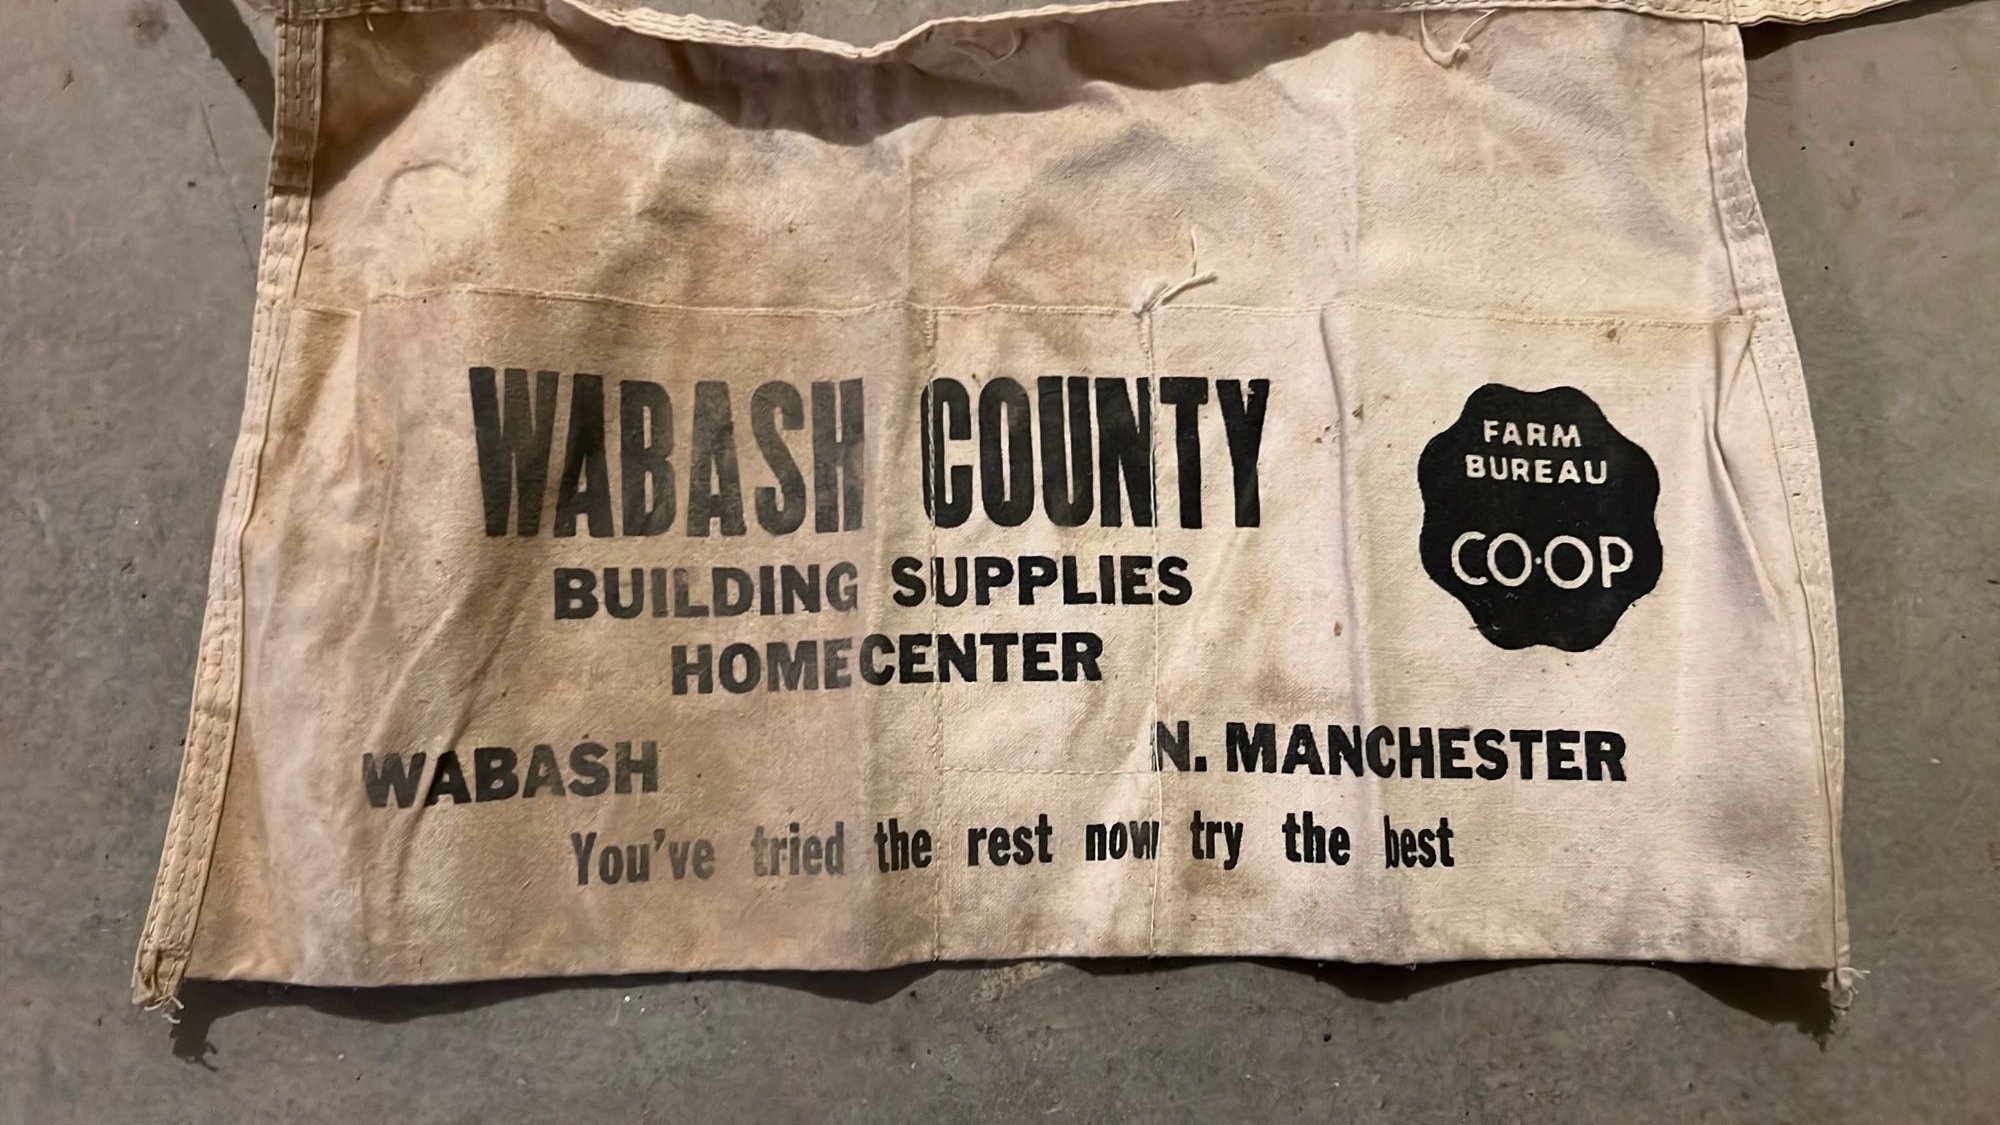 WABASH COUNTY
BUILDING SUPPLIES
HOMECENTER
WABASH
N. MANCHESTER
You've tried the rest now try the best
FARM
BUREAU
CO·OP